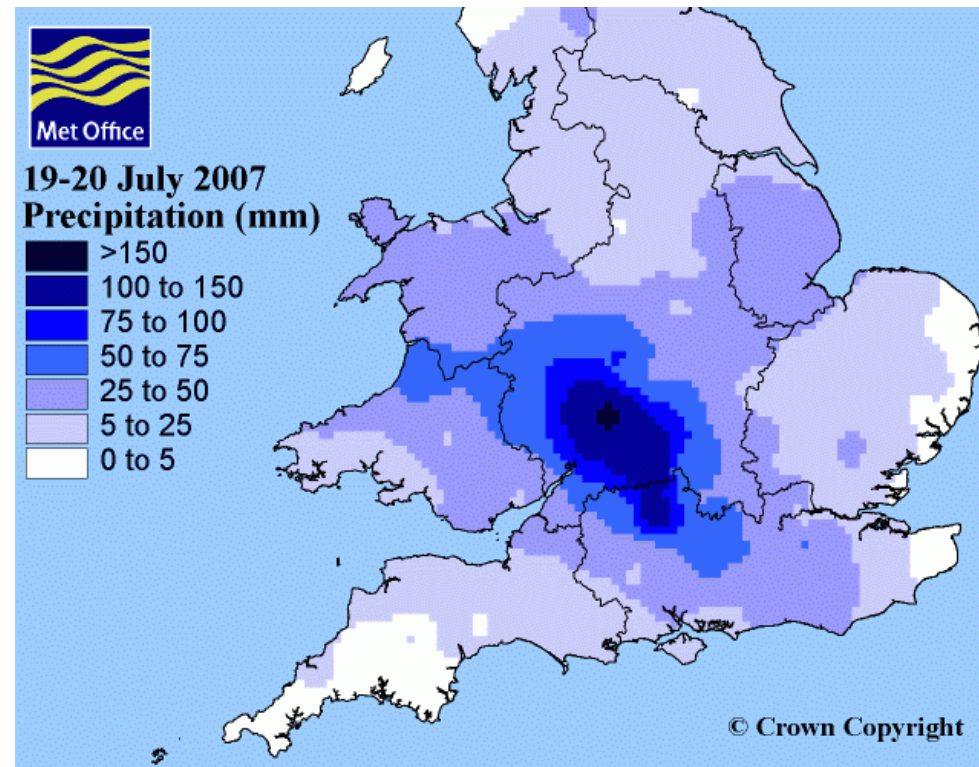 Met Office
19-20 July 2007
Precipitation (mm)
>150
100 to 150
75 to 100
50 to 75
25 to 50
5 to 25
0 to 5
© Crown Copyright